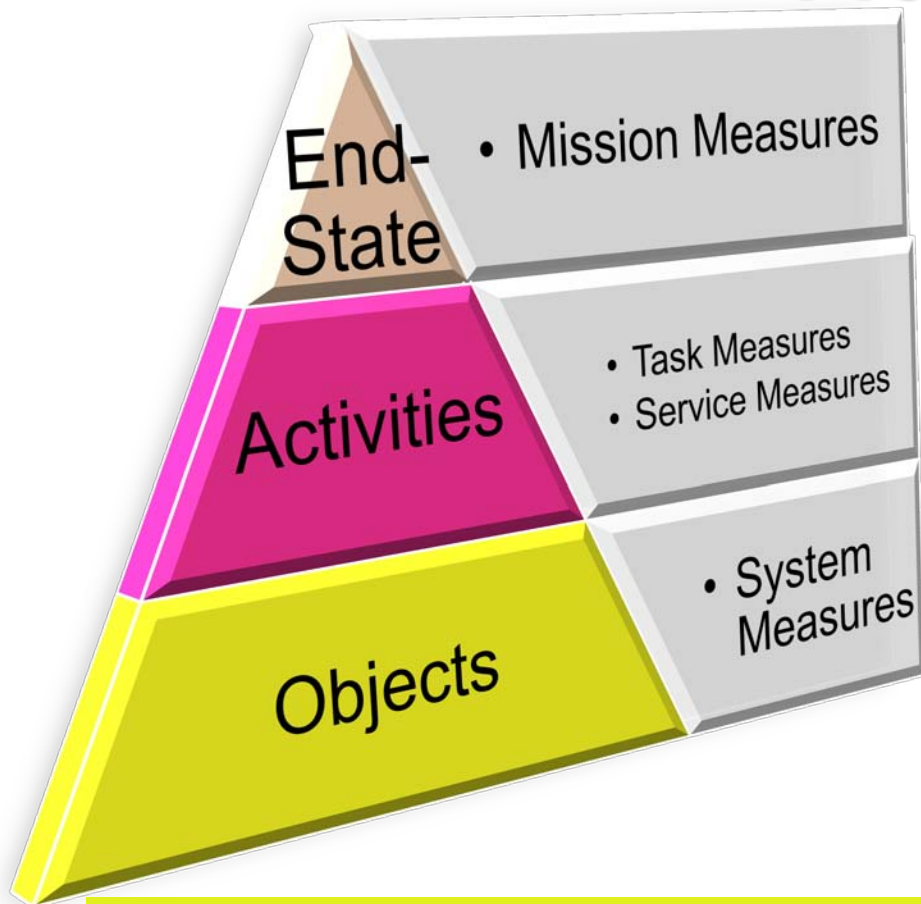 End-
State
• Mission Measures
Activities
• Task Measures
• Service Measures
Objects
• System
Measures